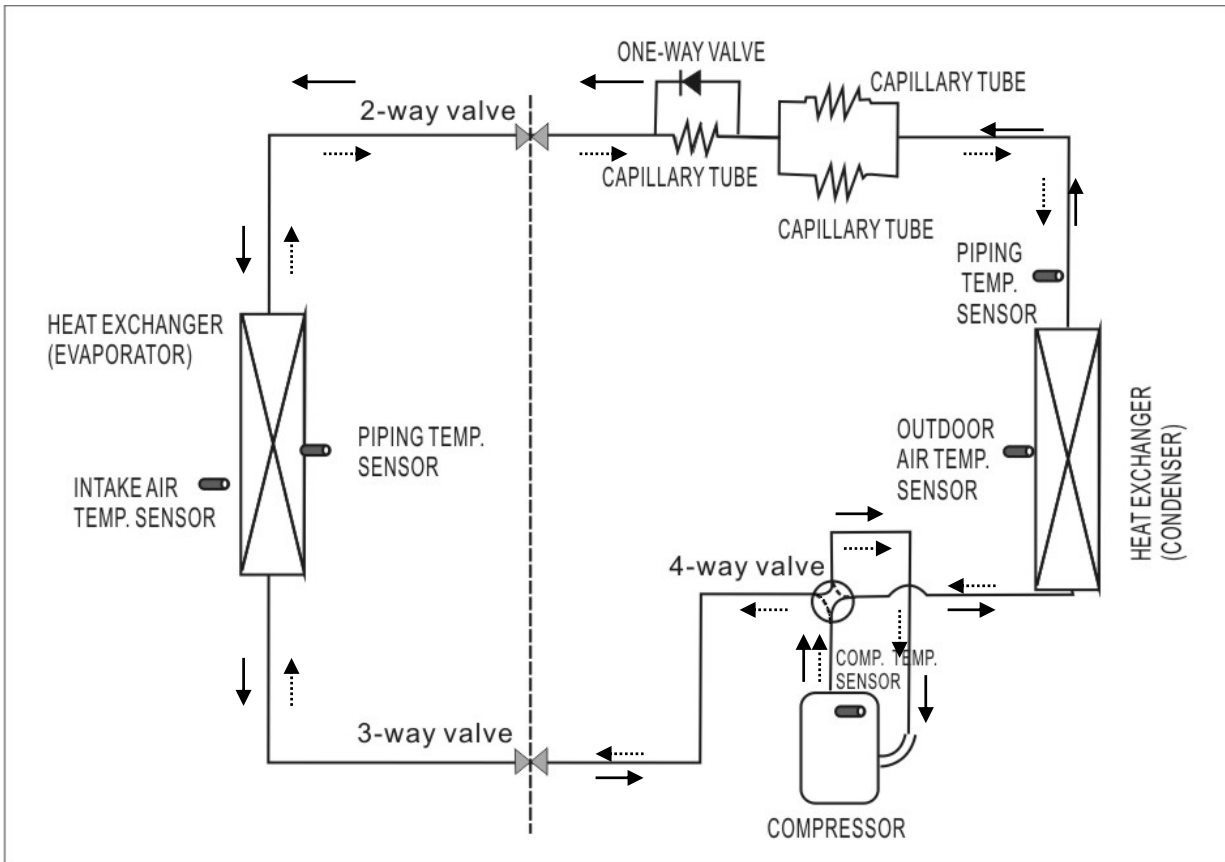 ONE-WAY VALVE
CAPILLARY TUBE
2-way valve
CAPILLARY TUBE
CAPILLARY TUBE
PIPING
TEMP.
SENSOR
HEAT EXCHANGER
(EVAPORATOR)
PIPING TEMP.
SENSOR
INTAKE AIR
TEMP. SENSOR
OUTDOOR
AIR TEMP.
SENSOR
HEAT EXCHANGER
(CONDENSER)
4-way valve
COMP. TEMP.
SENSOR
3-way valve
COMPRESSOR